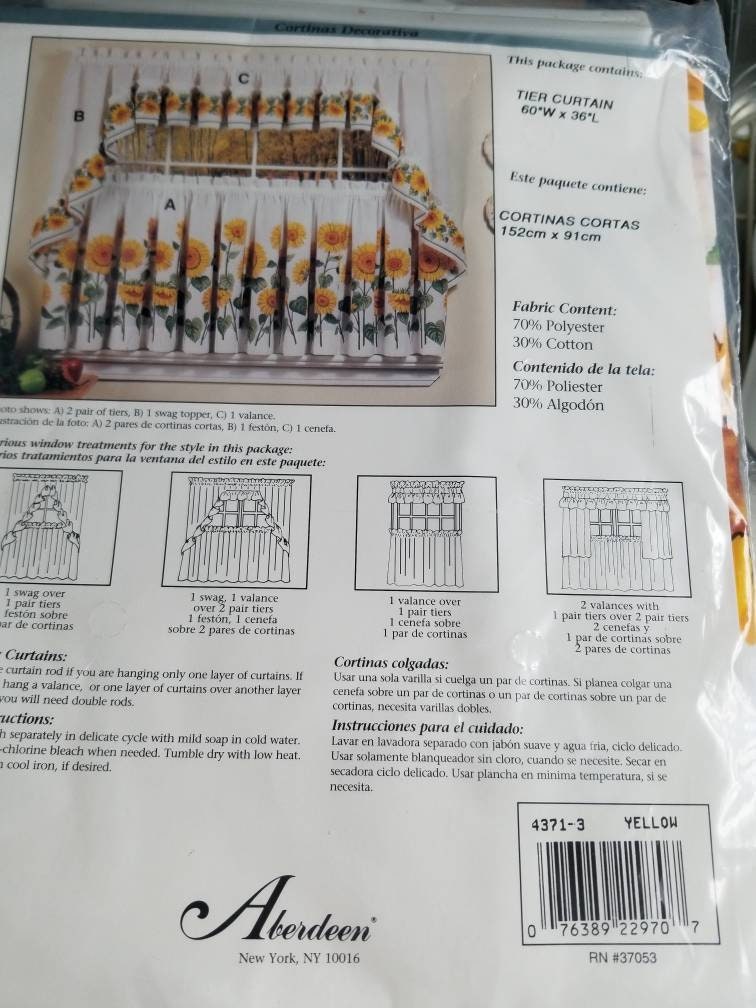 Cortinas Decorativa
C
B
A
This package contains:
TIER CURTAIN
60"W x 36"L
Este paquete contiene:
CORTINAS CORTAS
152cm x 91cm
Fabric Content:
70% Polyester
30% Cotton
Contenido de la tela:
70% Poliester
30% Algodón
oto shows: A) 2 pair of tiers, B) 1 swag topper, C) 1 valance.
ustración de la foto: A) 2 pares de cortinas cortas, B) 1 festón, C) 1 cenefa.
rious window treatments for the style in this package:
rios tratamientos para la ventana del estilo en este paquete:
1 swag over
1 pair tiers
festón sobre
par de cortinas
1 swag, 1 valance
over 2 pair tiers
1 festón, 1 cenefa
sobre 2 pares de cortinas
1 valance over
1 pair tiers
1 cenefa sobre
1 par de cortinas
2 valances with
1 pair tiers over 2 pair tiers
2 cenefas y
1 par de cortinas sobre
2 pares de cortinas
Curtains:
e curtain rod if you are hanging only one layer of curtains. If
hang a valance, or one layer of curtains over another layer
you will need double rods.
uctions:
h separately in delicate cycle with mild soap in cold water.
-chlorine bleach when needed. Tumble dry with low heat.
cool iron, if desired.
Cortinas colgadas:
Usar una sola varilla si cuelga un par de cortinas. Si planea colgar una
cenefa sobre un par de cortinas o un par de cortinas sobre un par de
cortinas, necesita varillas dobles.
Instrucciones para el cuidado:
Lavar en lavadora separado con jabón suave y agua fria, ciclo delicado.
Usar solamente blanqueador sin cloro, cuando se necesite. Secar en
secadora ciclo delicado. Usar plancha en minima temperatura, si se
necesita.
4371-3 YELLOW
0 76389 22970 7
RN #37053
Aberdeen®
New York, NY 10016